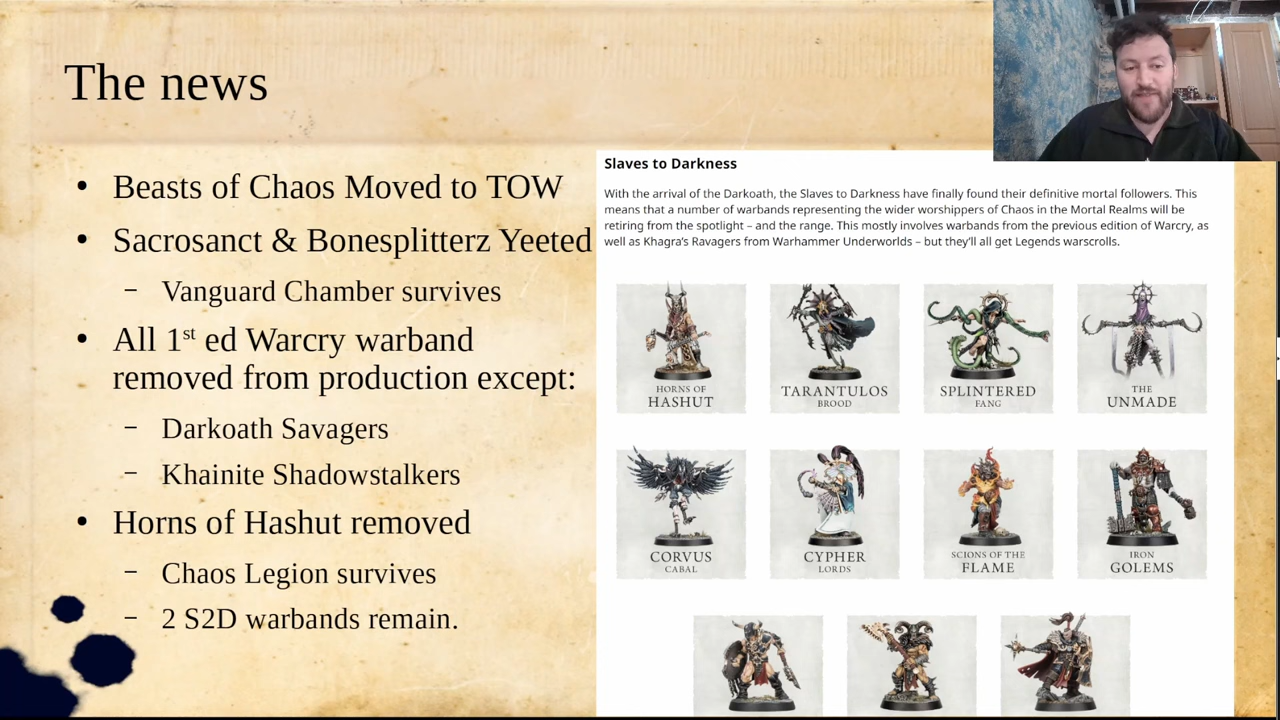 The news
• Beasts of Chaos Moved to TOW
• Sacrosanct & Bonesplitterz Yeeted
– Vanguard Chamber survives
• All 1st ed Warcry warband
removed from production except:
– Darkoath Savagers
– Khainite Shadowstalkers
• Horns of Hashut removed
– Chaos Legion survives
– 2 S2D warbands remain.
Slaves to Darkness
With the arrival of the Darkoath, the Slaves to Darkness have finally found their definitive mortal followers. This
means that a number of warbands representing the wider worshippers of Chaos in the Mortal Realms will be
retiring from the spotlight – and the range. This mostly involves warbands from the previous edition of Warcry, as
well as Khagra's Ravagers from Warhammer Underworlds – but they'll all get Legends warscrolls.
HORNS OF
HASHUT
TARANTULOS
BROOD
SPLINTERED
FANG
THE
UNMADE
CORVUS
CABAL
CYPHER
LORDS
SCIONS OF THE
FLAME
IRON
GOLEMS